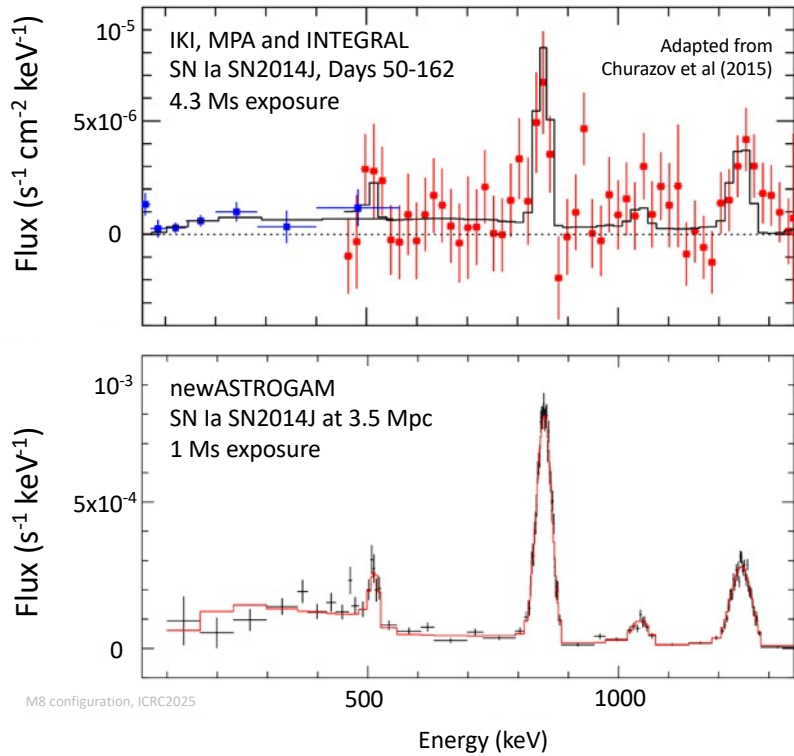 10-5
IKI, MPA and INTEGRAL
SN Ia SN2014J, Days 50-162
4.3 Ms exposure
Adapted from
Churazov et al (2015)
5x10-6
0
Flux (s-1 cm-2 keV-1)
10-3
newASTROGAM
SN Ia SN2014J at 3.5 Mpc
1 Ms exposure
5x10-4
0
Flux (s-1 keV-1)
M8 configuration, ICRC2025
500
1000
Energy (keV)